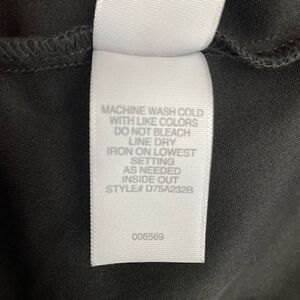 MACHINE WASH COLD
WITH LIKE COLORS
DO NOT BLEACH
LINE DRY
IRON ON LOWEST
SETTING
AS NEEDED
INSIDE OUT
STYLE# D75A232B
006569